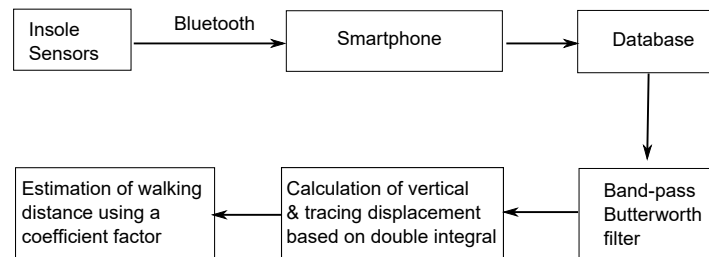 Insole
Sensors
Bluetooth
Smartphone
Database
Band-pass
Butterworth
filter
Calculation of vertical
& tracing displacement
based on double integral
Estimation of walking
distance using a
coefficient factor